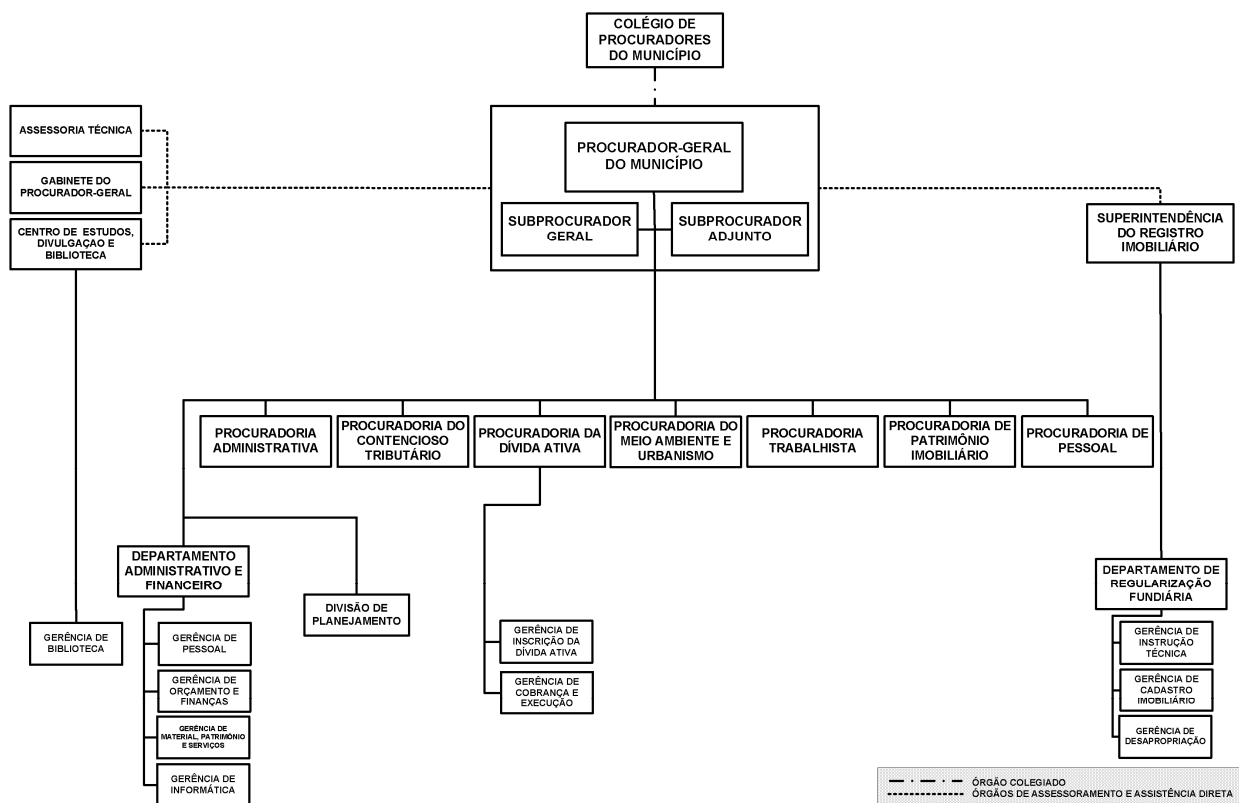 COLÉGIO DE
PROCURADORES
DO MUNICÍPIO
ASSESSORIA TÉCNICA
GABINETE DO
PROCURADOR-GERAL
CENTRO DE ESTUDOS,
DIVULGAÇAO E
BIBLIOTECA
PROCURADOR-GERAL
DO MUNICÍPIO
SUBPROCURADOR
GERAL
SUBPROCURADOR
ADJUNTO
SUPERINTENDÊNCIA
DO REGISTRO
IMOBILIÁRIO
PROCURADORIA
ADMINISTRATIVA
PROCURADORIA DO
CONTENCIOSO
TRIBUTÁRIO
PROCURADORIA DA
DÍVIDA ATIVA
PROCURADORIA DO
MEIO AMBIENTE E
URBANISMO
PROCURADORIA
TRABALHISTA
PROCURADORIA DE
PATRIMÔNIO
IMOBILIÁRIO
PROCURADORIA DE
PESSOAL
DEPARTAMENTO
ADMINISTRATIVO E
FINANCEIRO
DIVISÃO DE
PLANEJAMENTO
DEPARTAMENTO DE
REGULARIZAÇÃO
FUNDIÁRIA
GERÊNCIA DE
BIBLIOTECA
GERÊNCIA DE
PESSOAL
GERÊNCIA DE
ORÇAMENTO E
FINANÇAS
GERÊNCIA DE
MATERIAL, PATRIMÔNIO
E SERVIÇOS
GERÊNCIA DE
INFORMÁTICA
GERÊNCIA DE
INSCRIÇÃO DA
DÍVIDA ATIVA
GERÊNCIA DE
COBRANÇA E
EXECUÇÃO
GERÊNCIA DE
INSTRUÇÃO
TÉCNICA
GERÊNCIA DE
CADASTRO
IMOBILIÁRIO
GERÊNCIA DE
DESAPROPRIAÇÃO
ÓRGÃO COLEGIADO
ÓRGÃOS DE ASSESSORAMENTO E ASSISTÊNCIA DIRETA